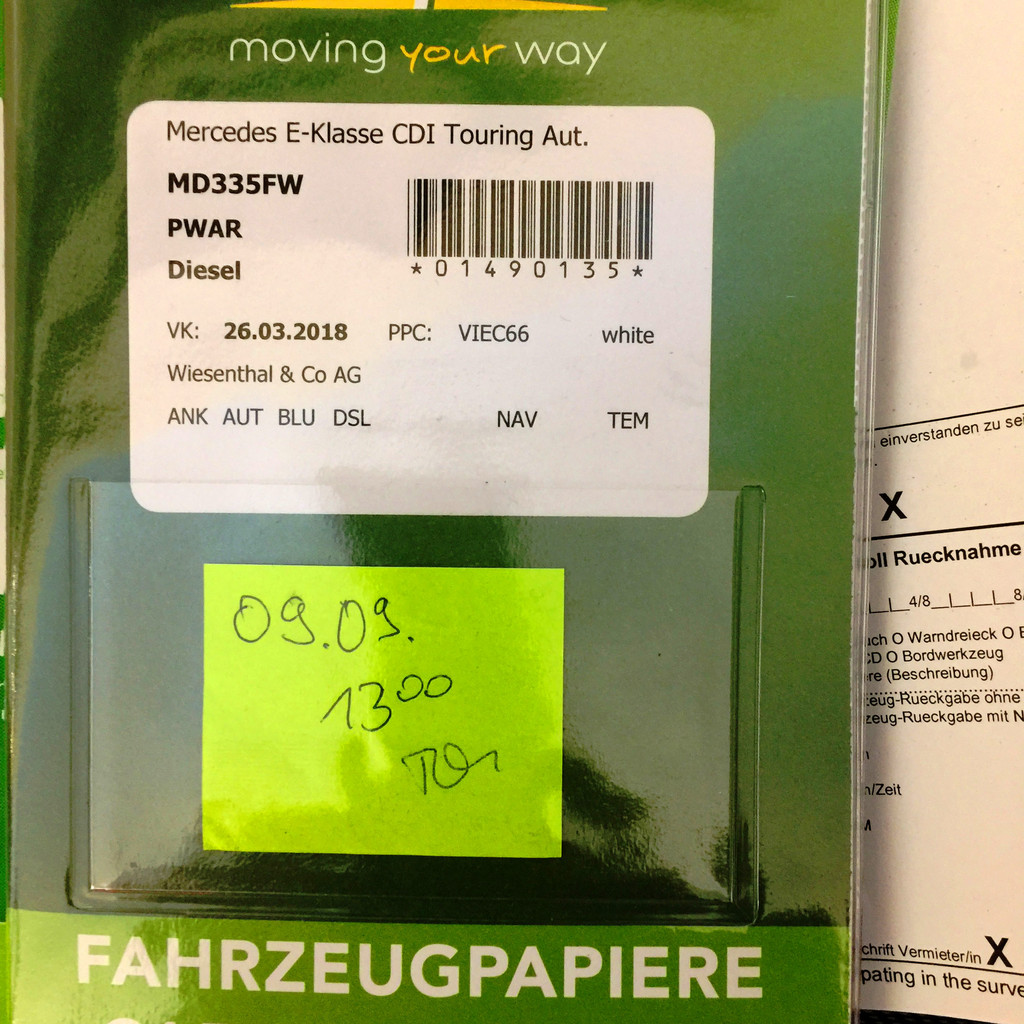 moving your way
Mercedes E-Klasse CDI Touring Aut.
MD335FW
PWAR
Diesel
*01490135*
VK: 26.03.2018 PPC: VIEC66 white
Wiesenthal & Co AG
ANK AUT BLU DSL NAV TEM
09.09.
13 00
FAHRZEUGPAPIERE
einverstanden zu sei
X
oll Ruecknahme
4/8 8/
uch O Warndreieck O E
CD O Bordwerkzeug
re (Beschreibung)
zeug-Rueckgabe ohne
zeug-Rueckgabe mit N
n/Zeit
chrift Vermieter/in X
pating in the surve